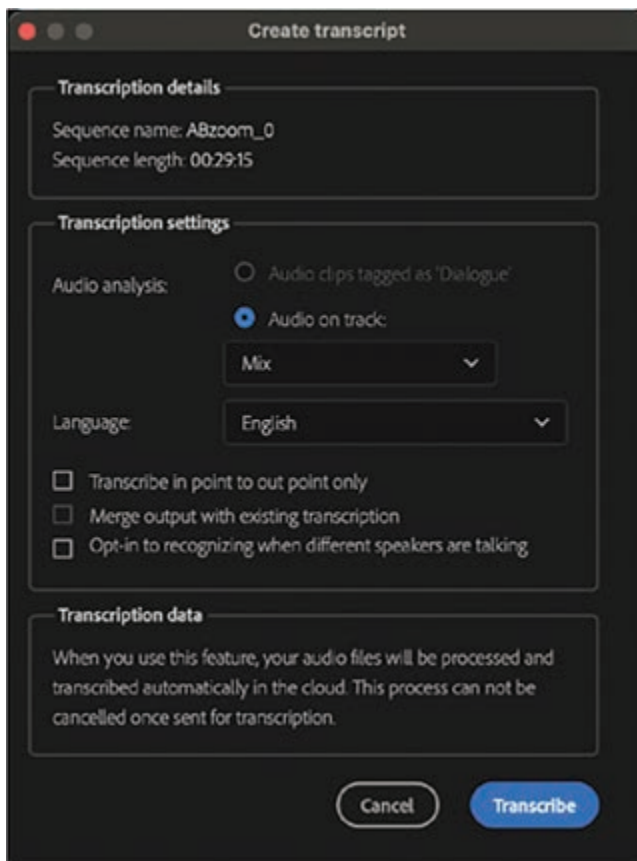 Create transcript
Transcription details
Sequence name: ABzoom_0
Sequence length: 00:29:15
Transcription settings
Audio analysis:
Audio clips tagged as 'Dialogue'
Audio on track:
Mix
Language:
English
Transcribe in point to out point only
Merge output with existing transcription
Opt-in to recognizing when different speakers are talking
Transcription data
When you use this feature, your audio files will be processed and
transcribed automatically in the cloud. This process can not be
cancelled once sent for transcription.
Cancel
Transcribe